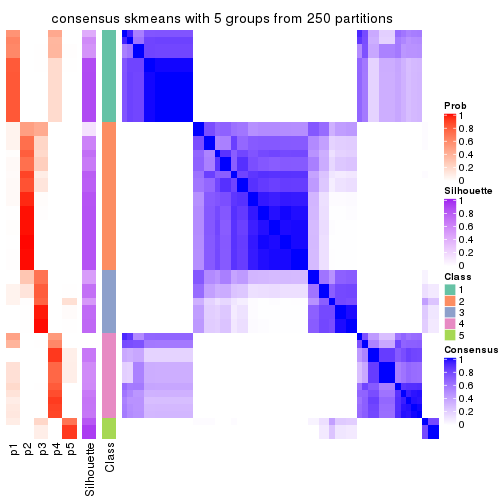 consensus skmeans with 5 groups from 250 partitions
Prob
1
0.8
0.6
0.4
0.2
0
Silhouette
1
0.8
0.6
0.4
0.2
0
Class
1
2
3
4
5
Consensus
1
0.8
0.6
0.4
0.2
0
p1
p2
p3
p4
p5
Silhouette
Class